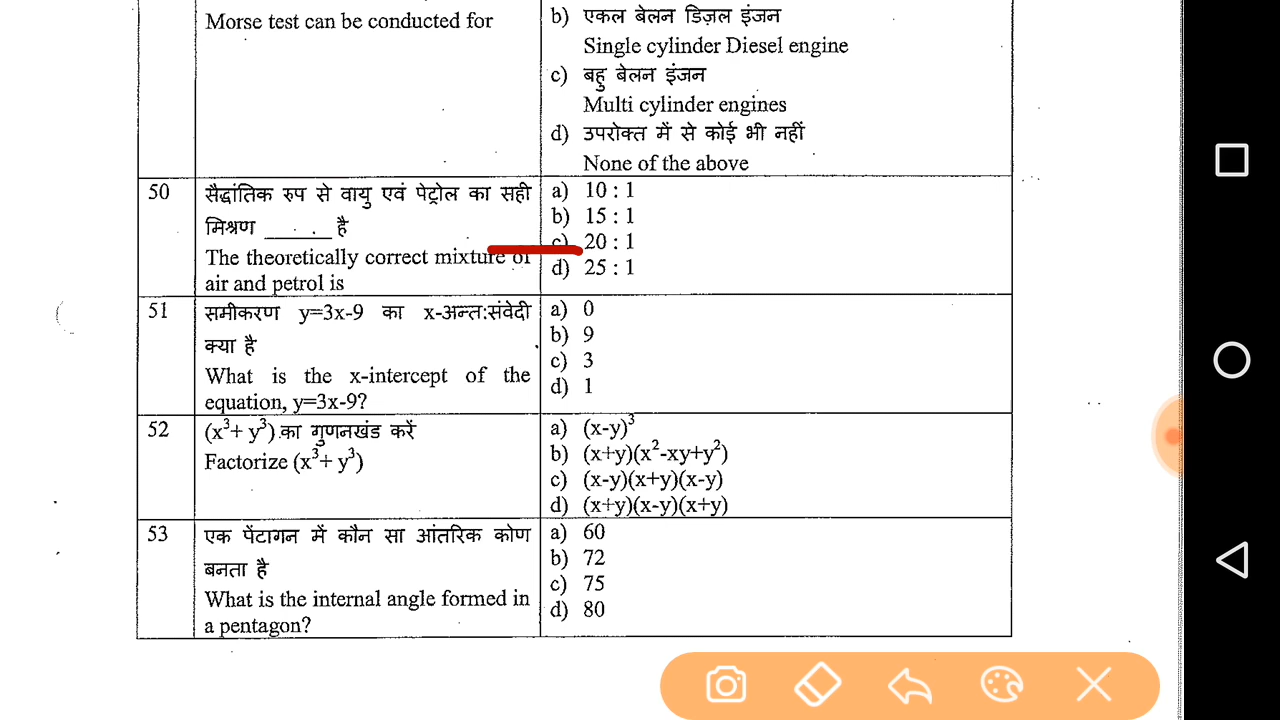 Morse test can be conducted for
b) एकल बेलन डिज़ल इंजन
Single cylinder Diesel engine
c) बहु बेलन इंजन
Multi cylinder engines
d) उपरोक्त में से कोई भी नहीं
None of the above
50
सैद्धांतिक रुप से वायु एवं पेट्रोल का सही
मिश्रण ______ है
The theoretically correct mixture of
air and petrol is
a) 10 : 1
b) 15 : 1
c) 20 : 1
d) 25 : 1
51
समीकरण y=3x-9 का x-अन्त:संवेदी
क्या है
What is the x-intercept of the
equation, y=3x-9?
a) 0
b) 9
c) 3
d) 1
52
(x³+ y³) का गुणनखंड करें
Factorize (x³+ y³)
a) (x-y)³
b) (x+y)(x²-xy+y²)
c) (x-y)(x+y)(x-y)
d) (x+y)(x-y)(x+y)
53
एक पेंटागन में कौन सा आंतरिक कोण
बनता है
What is the internal angle formed in
a pentagon?
a) 60
b) 72
c) 75
d) 80